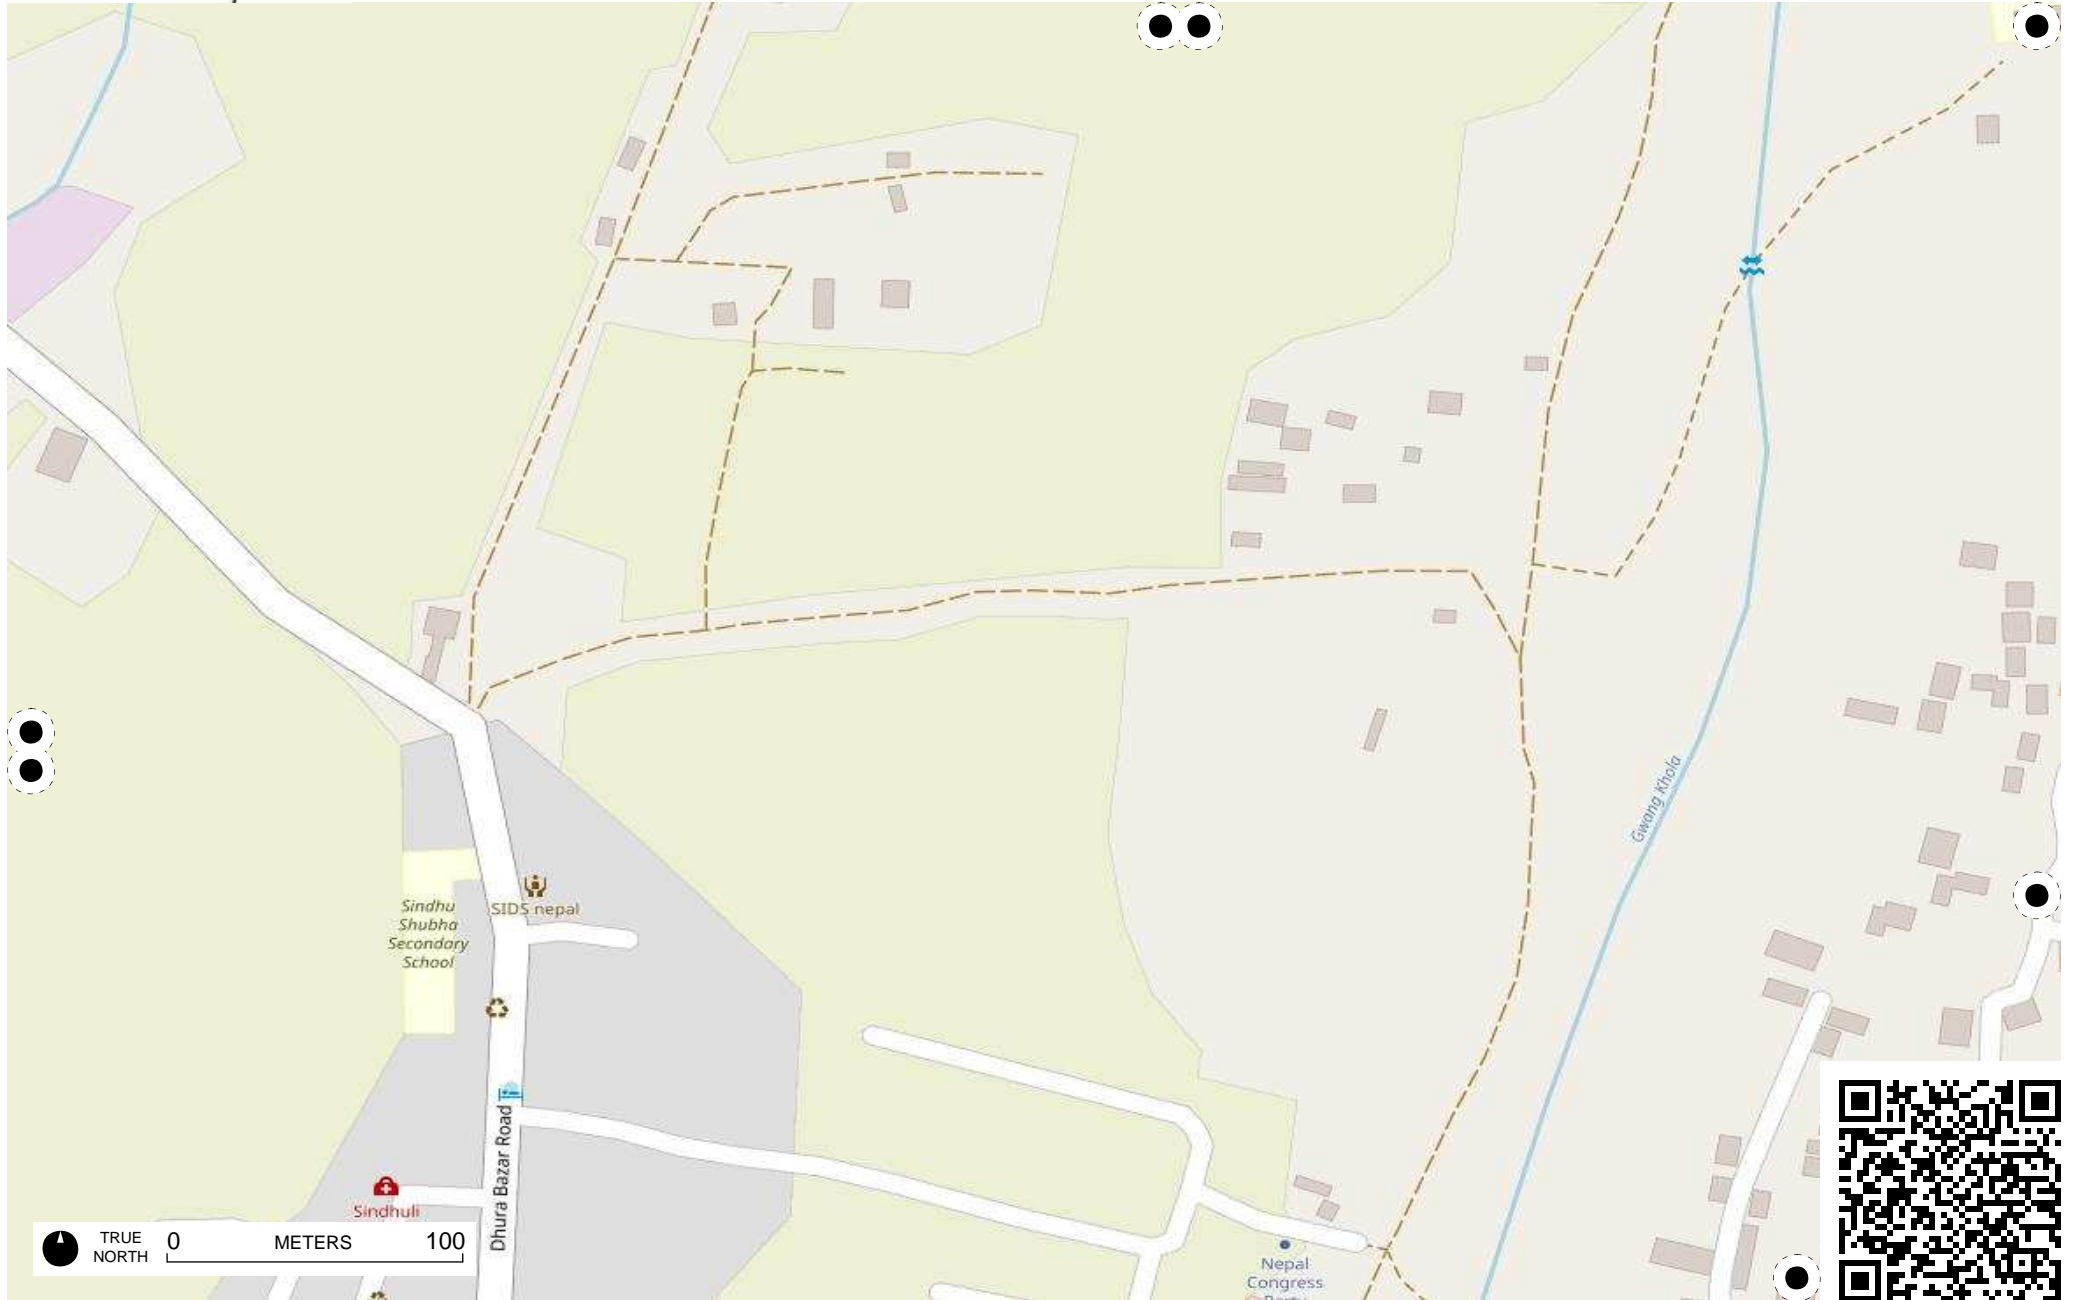 Gwang Khola
SIDS nepal
Sindhu
Shubha
Secondary
School
Dhura Bazar Road
Sindhuli
TRUE
NORTH
0
METERS
100
Nepal
Congress
Party